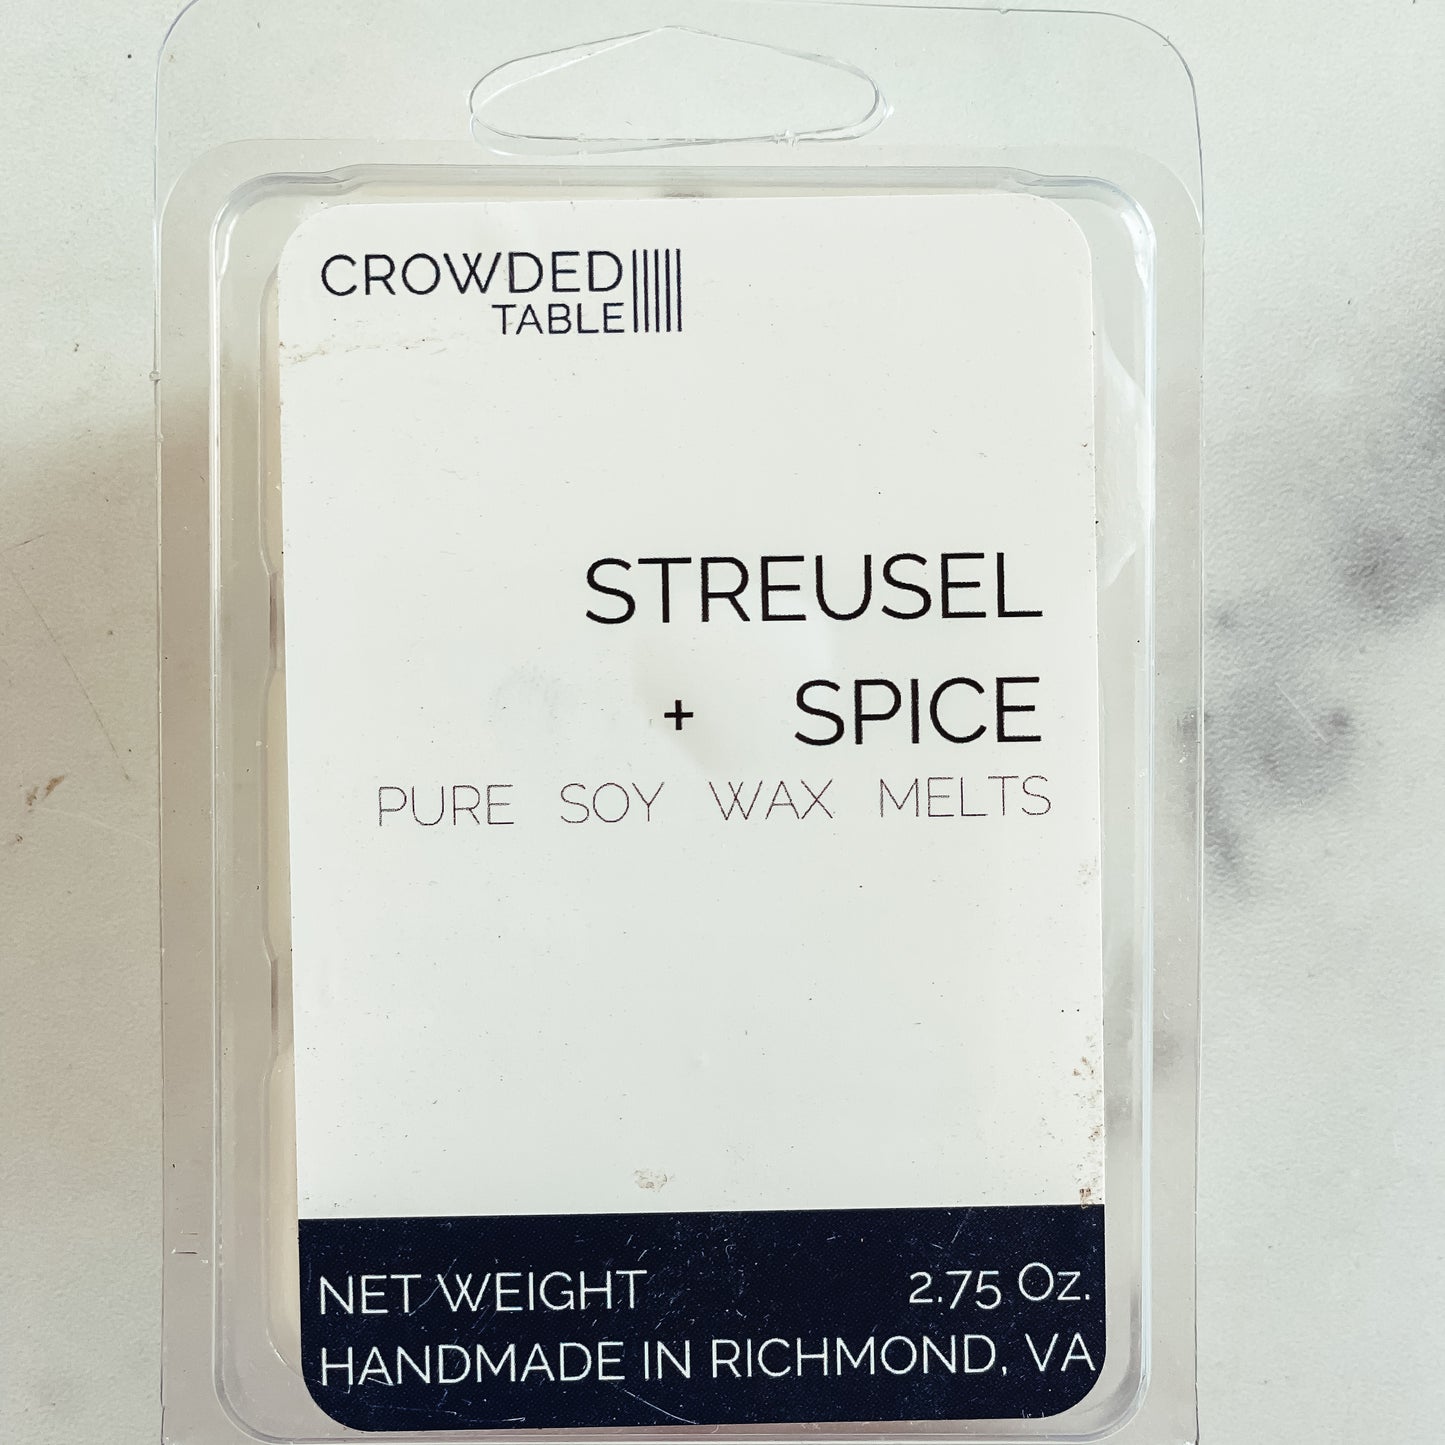 CROWDED
TABLE
STREUSEL
+ SPICE
PURE SOY WAX MELTS
NET WEIGHT 2.75 Oz.
HANDMADE IN RICHMOND, VA